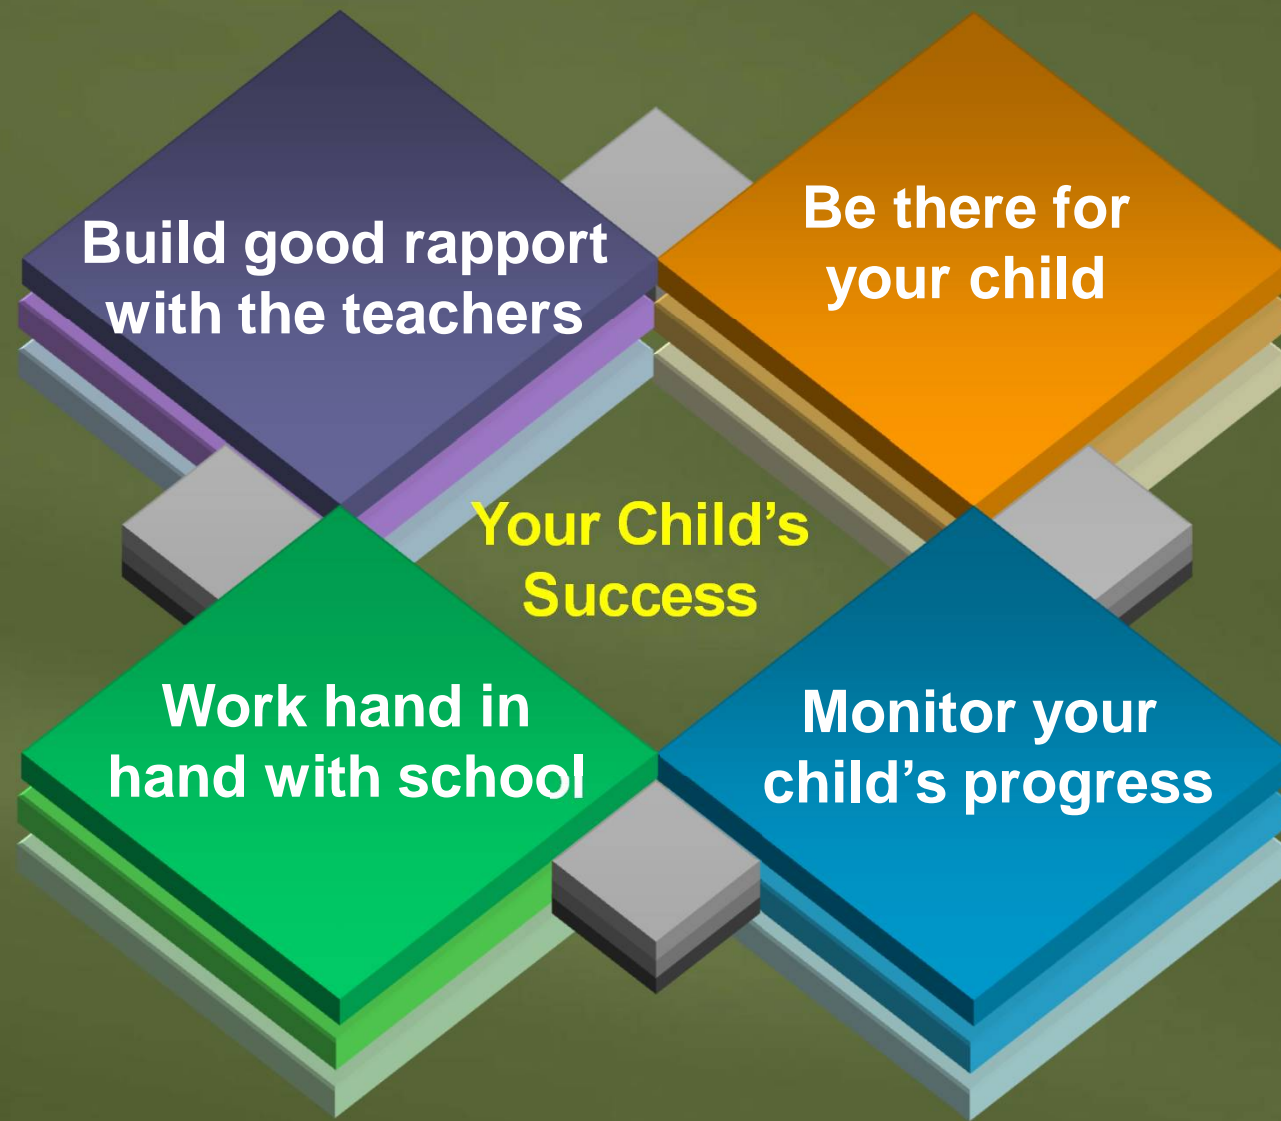 Build good rapport
with the teachers
Be there for
your child
Your Child’s
Success
Work hand in
hand with school
Monitor your
child’s progress